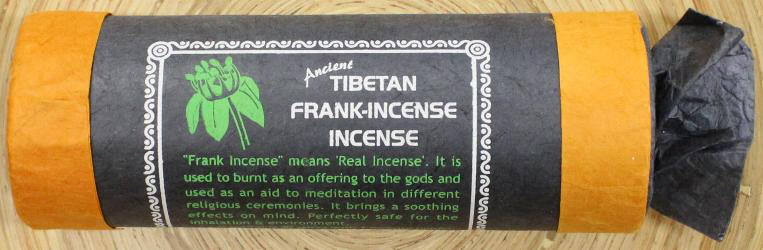 Ancient
TIBETAN
FRANK-INCENSE
INCENSE
"Frank Incense" means 'Real Incense'. It is
used to burnt as an offering to the gods and
used as an aid to meditation in different
religious ceremonies. It brings a soothing
effects on mind. Perfectly safe for the
inhalation & environment.